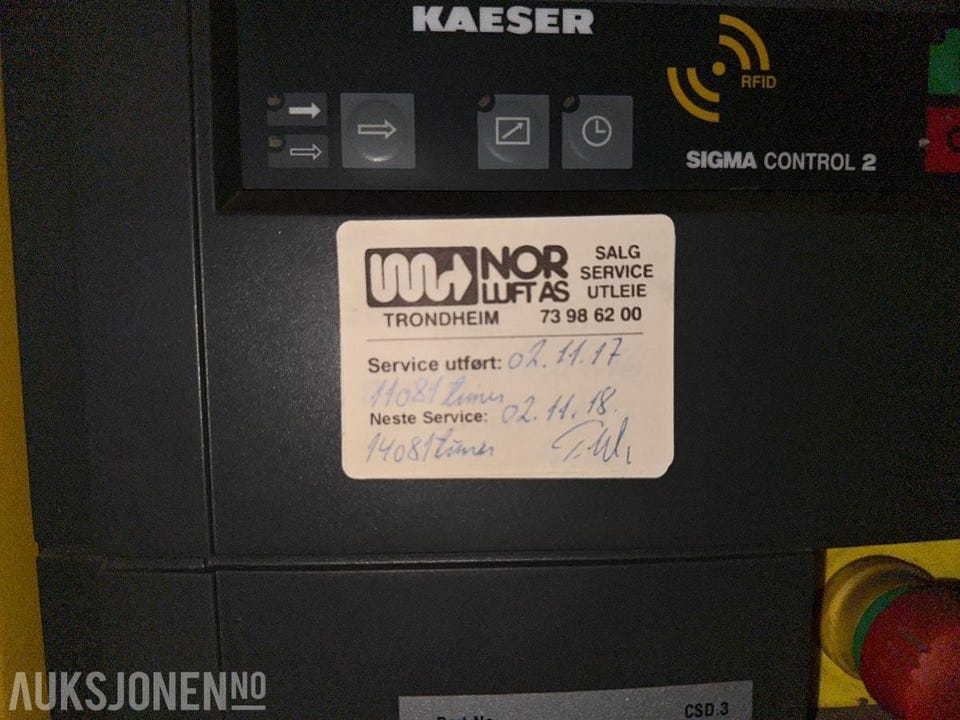 KAESER
RFID
SIGMA CONTROL 2
NOR
LUFT AS
SALG
SERVICE
UTLEIE
TRONDHEIM 73 98 62 00
Service utført: 02.11.17
11081 timer
Neste Service: 02.11.18.
14081 timer
AUKSJONEN.NO
CSD.3